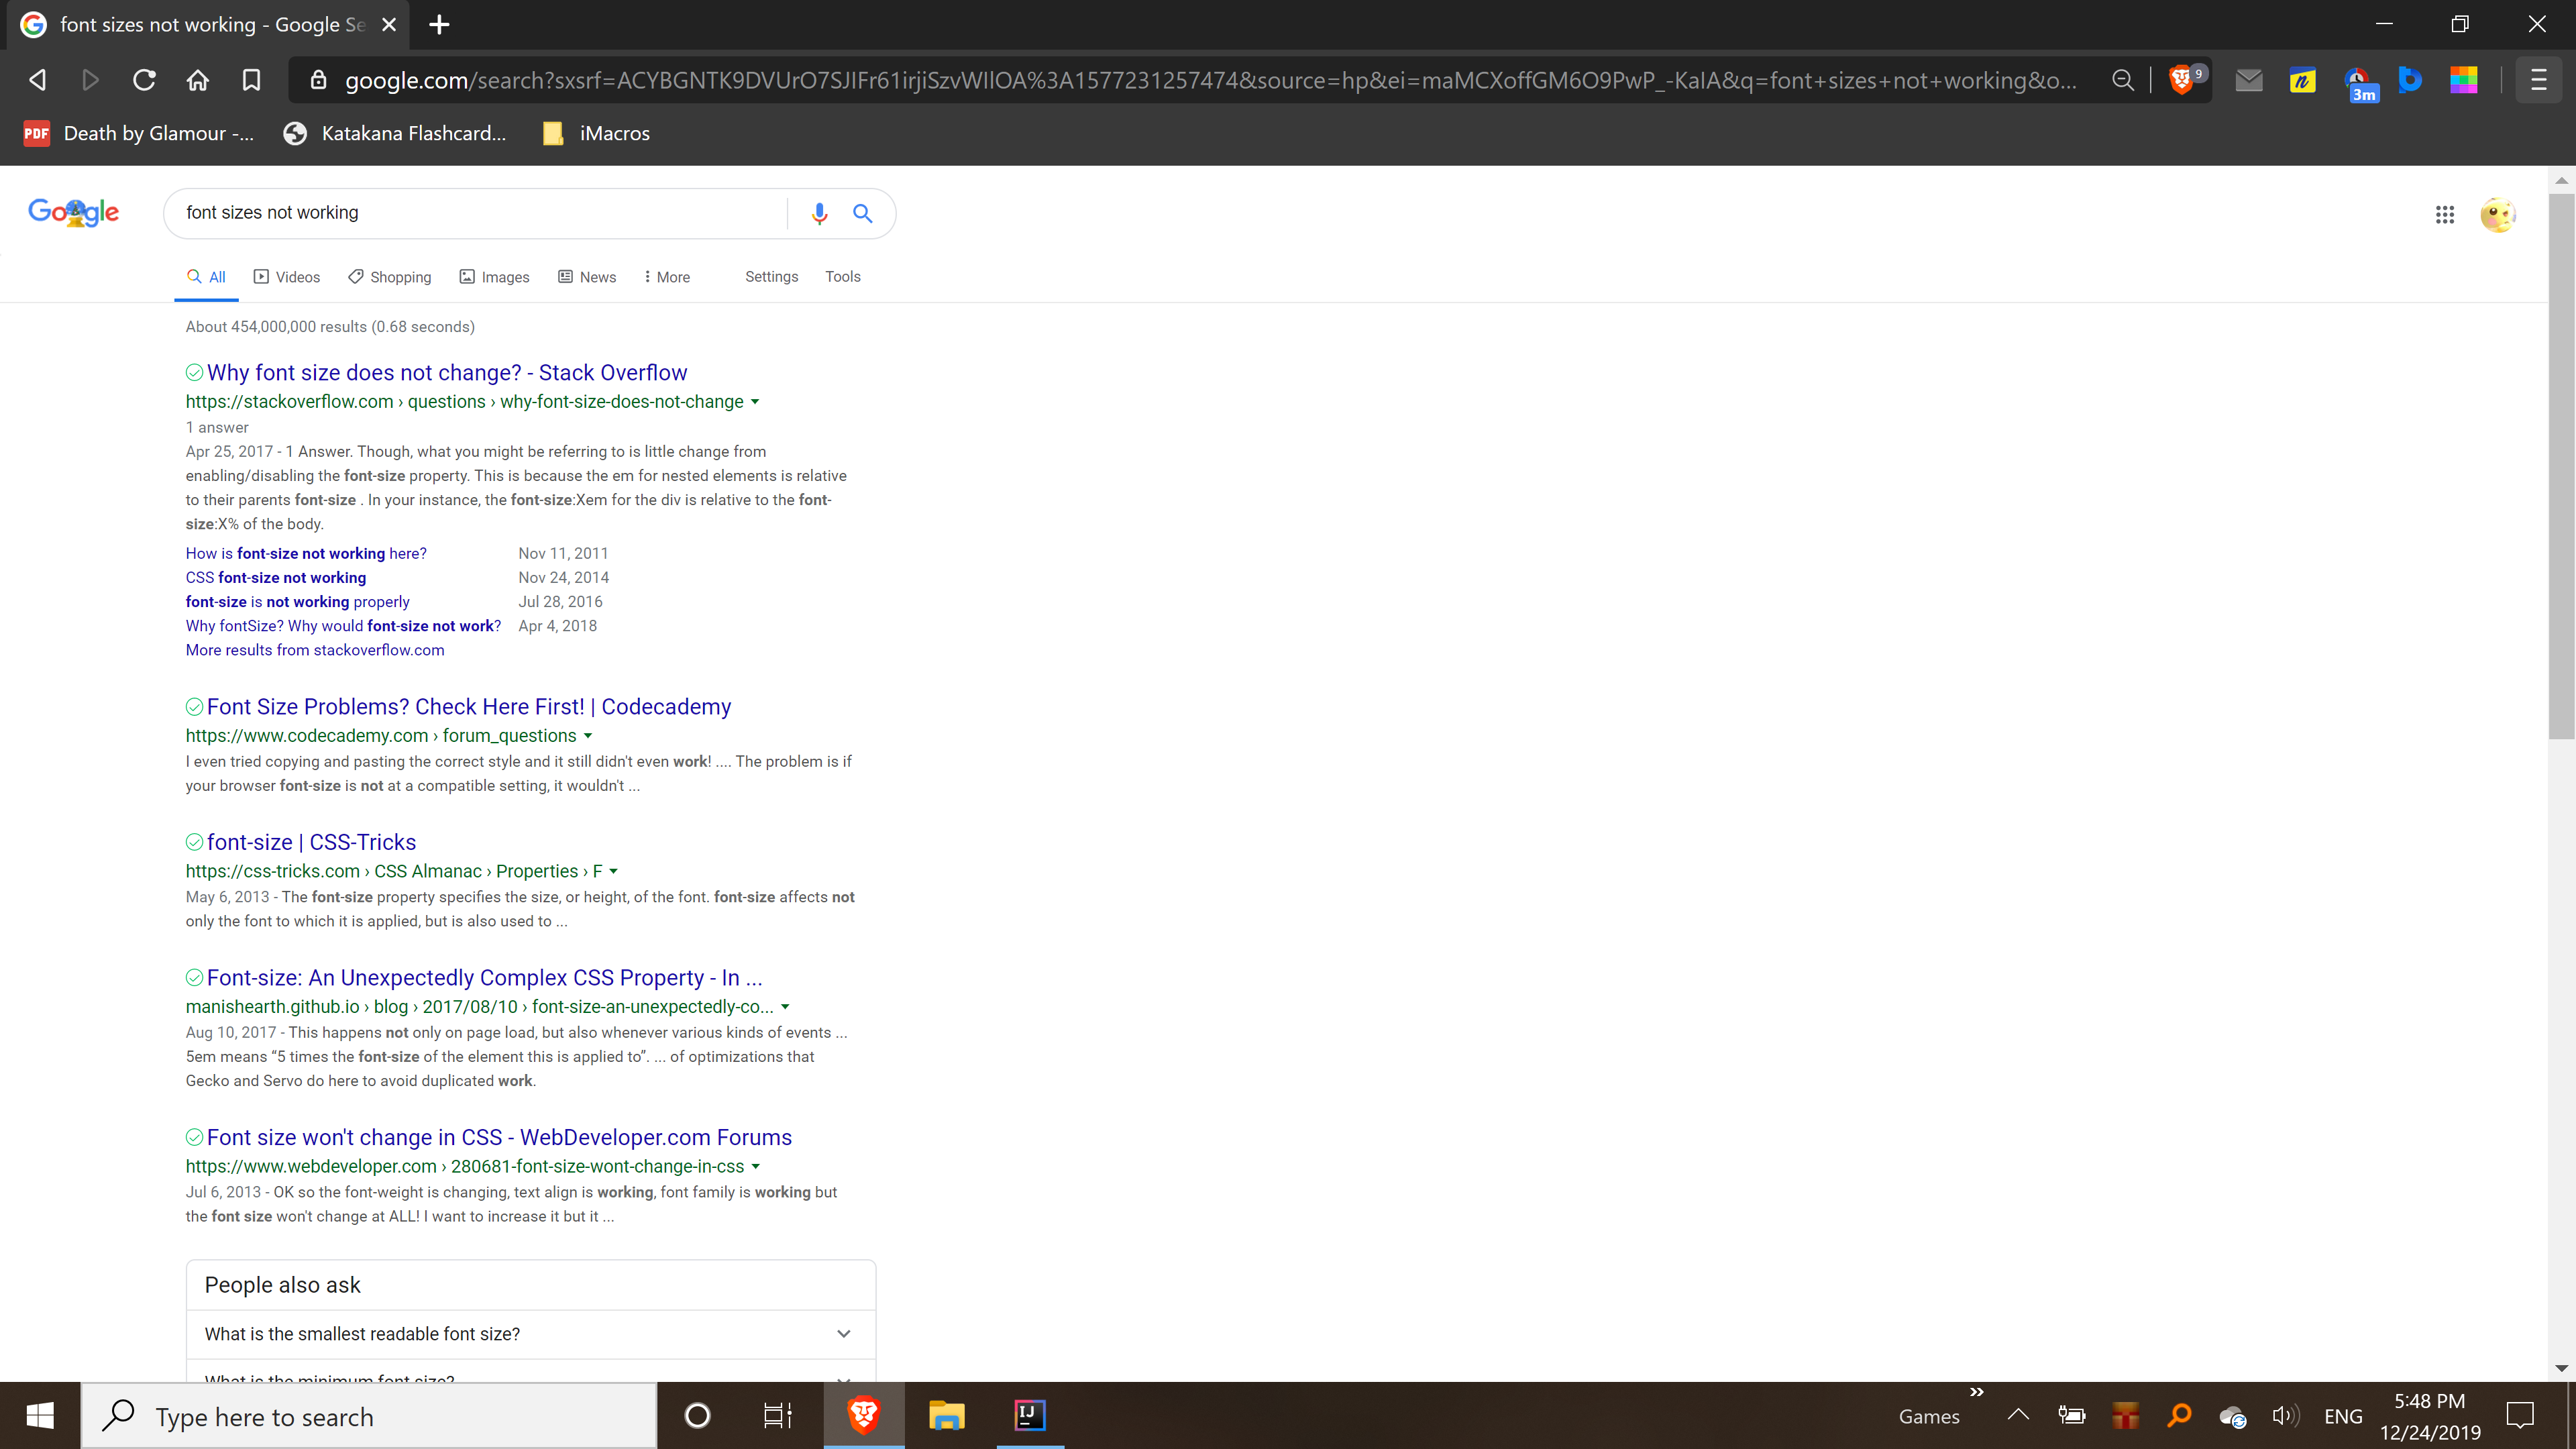 font sizes not working - Google Se
google.com/search?sxsrf=ACYBGNTK9DVUrO7SJIFr61irjiSzvWIlOA%3A1577231257474&source=hp&ei=maMCXoffGM6O9PwP_-KaIA&q=font+sizes+not+working&o...
9
n
3m
PDF Death by Glamour -... Katakana Flashcard... iMacros
Google
font sizes not working
All Videos Shopping Images News More Settings Tools
About 454,000,000 results (0.68 seconds)
Why font size does not change? - Stack Overflow
https://stackoverflow.com › questions › why-font-size-does-not-change
1 answer
Apr 25, 2017 - 1 Answer. Though, what you might be referring to is little change from
enabling/disabling the font-size property. This is because the em for nested elements is relative
to their parents font-size . In your instance, the font-size:Xem for the div is relative to the font-
size:X% of the body.
How is font-size not working here? Nov 11, 2011
CSS font-size not working Nov 24, 2014
font-size is not working properly Jul 28, 2016
Why fontSize? Why would font-size not work? Apr 4, 2018
More results from stackoverflow.com
Font Size Problems? Check Here First! | Codecademy
https://www.codecademy.com › forum_questions
I even tried copying and pasting the correct style and it still didn't even work! .... The problem is if
your browser font-size is not at a compatible setting, it wouldn't ...
font-size | CSS-Tricks
https://css-tricks.com › CSS Almanac › Properties › F
May 6, 2013 - The font-size property specifies the size, or height, of the font. font-size affects not
only the font to which it is applied, but is also used to ...
Font-size: An Unexpectedly Complex CSS Property - In ...
manishearth.github.io › blog › 2017/08/10 › font-size-an-unexpectedly-co...
Aug 10, 2017 - This happens not only on page load, but also whenever various kinds of events ...
5em means “5 times the font-size of the element this is applied to”. ... of optimizations that
Gecko and Servo do here to avoid duplicated work.
Font size won't change in CSS - WebDeveloper.com Forums
https://www.webdeveloper.com › 280681-font-size-wont-change-in-css
Jul 6, 2013 - OK so the font-weight is changing, text align is working, font family is working but
the font size won't change at ALL! I want to increase it but it ...
People also ask
What is the smallest readable font size?
What is the minimum font size?
Type here to search
IJ
Games
ENG
5:48 PM
12/24/2019